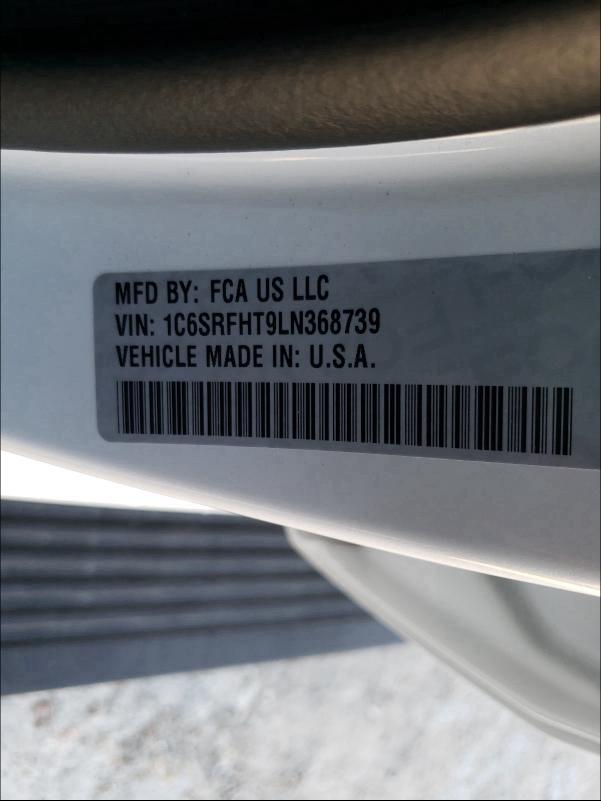 MFD BY: FCA US LLC
VIN: 1C6SRFHT9LN368739
VEHICLE MADE IN: U.S.A.